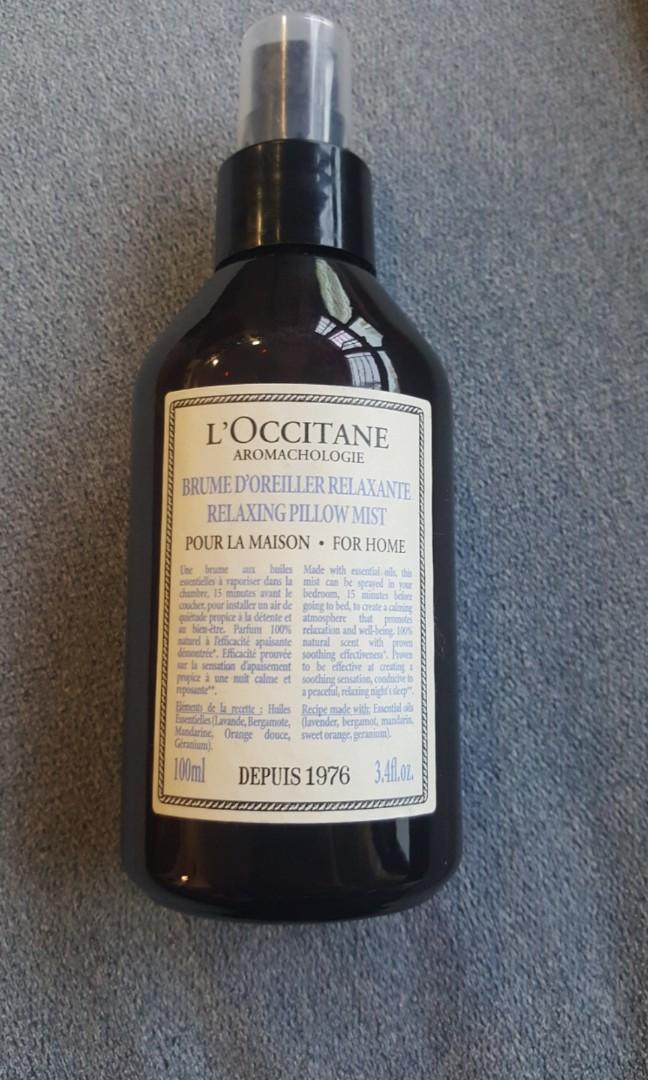 L'OCCITANE
AROMACHOLOGIE
BRUME D'OREILLER RELAXANTE
RELAXING PILLOW MIST
POUR LA MAISON • FOR HOME
Une brume aux huiles
essentielles à vaporiser dans la
chambre, 15 minutes avant le
coucher, pour installer un air de
quiétude propice à la détente et
au bien-être. Parfum 100%
naturel à l'efficacité apaisante
démontrée*. Efficacité prouvée
sur la sensation d'apaisement
propice à une nuit calme et
reposante**.
Eléments de la recette : Huiles
Essentielles (Lavande, Bergamote,
Mandarine, Orange douce,
Géranium).
Made with essential oils, this
mist can be sprayed in your
bedroom, 15 minutes before
going to bed, to create a calming
atmosphere that promotes
relaxation and well-being. 100%
natural scent with proven
soothing effectiveness*. Proven
to be effective at creating a
soothing sensation, conducive to
a peaceful, relaxing night's sleep**.
Recipe made with: Essential oils
(lavender, bergamot, mandarin,
sweet orange, geranium).
100ml DEPUIS 1976 3.4fl.oz.